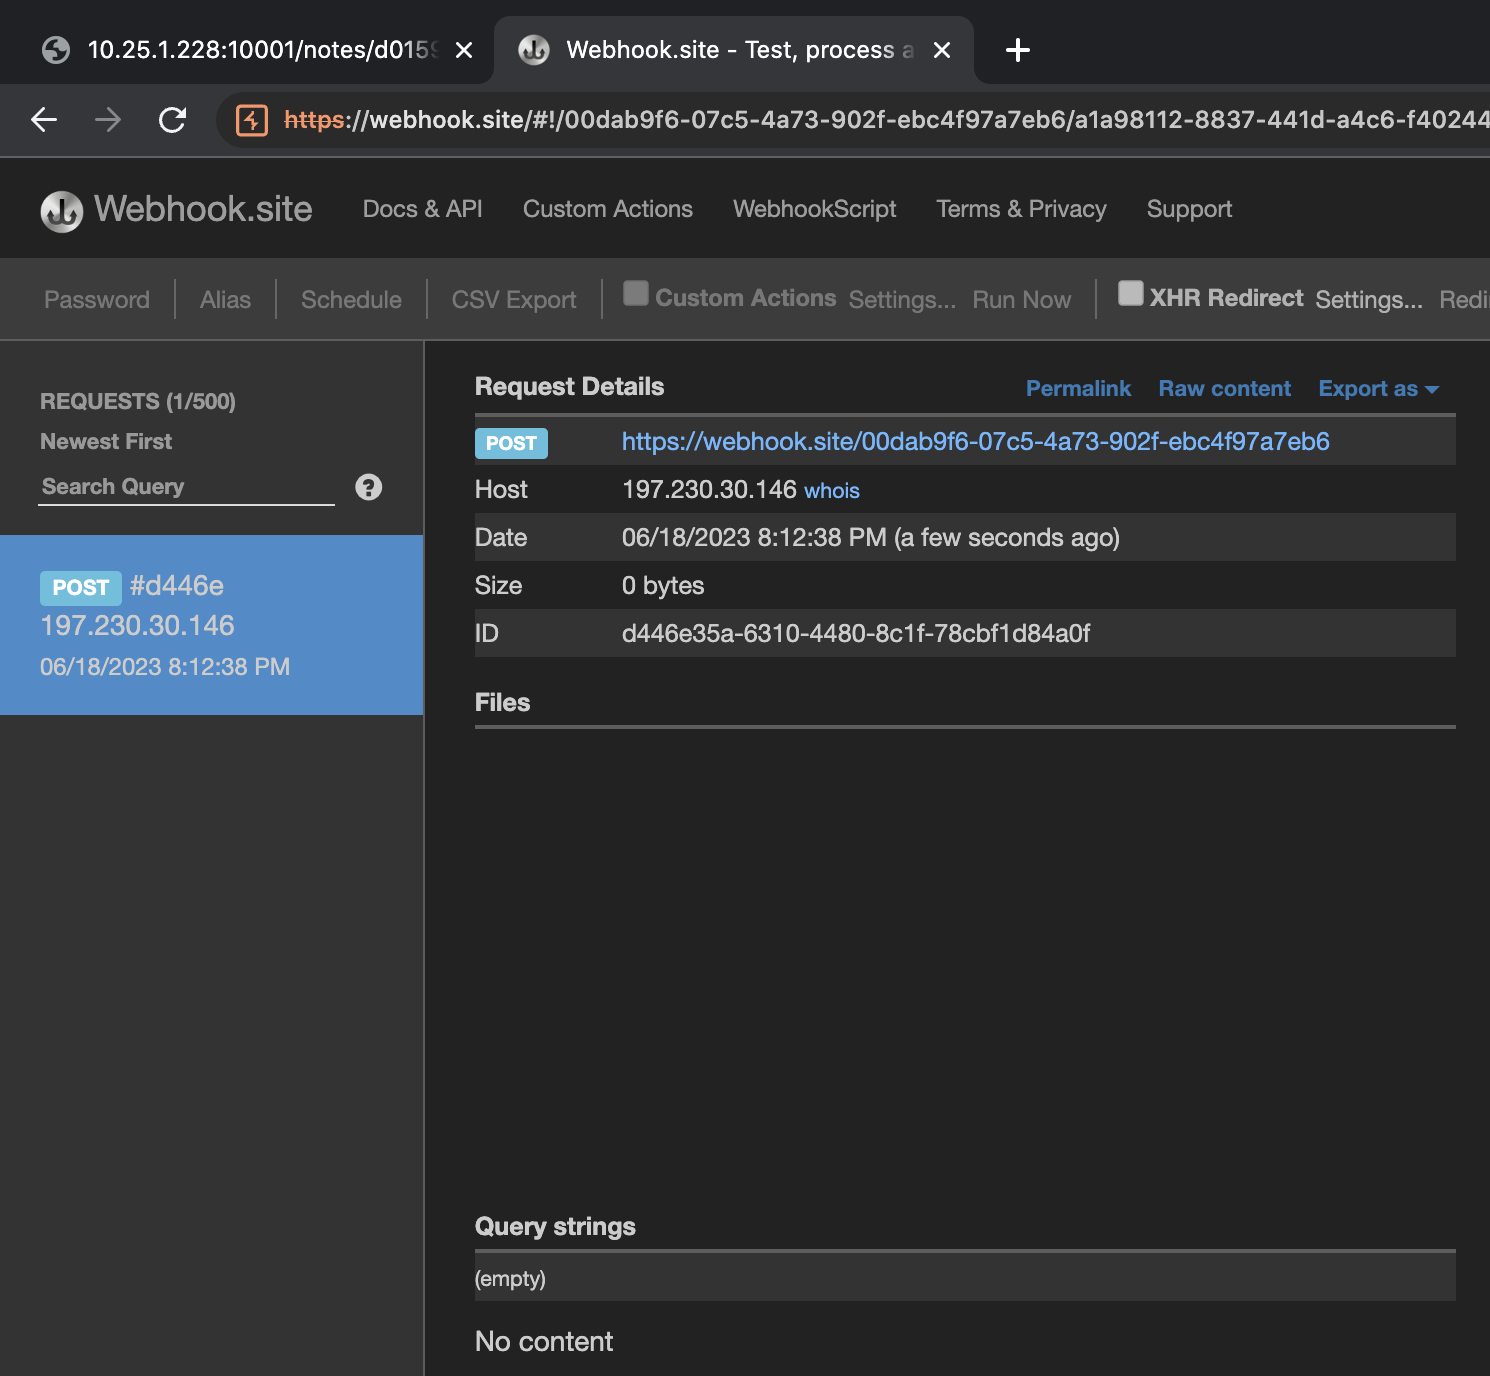 10.25.1.228:10001/notes/d0159
Webhook.site - Test, process a
https://webhook.site/#!/00dab9f6-07c5-4a73-902f-ebc4f97a7eb6/a1a98112-8837-441d-a4c6-f40244
Webhook.site Docs & API Custom Actions WebhookScript Terms & Privacy Support
Password Alias Schedule CSV Export Custom Actions Settings... Run Now XHR Redirect Settings... Redi
REQUESTS (1/500)
Newest First
Search Query
POST #d446e
197.230.30.146
06/18/2023 8:12:38 PM
Request Details Permalink Raw content Export as
POST https://webhook.site/00dab9f6-07c5-4a73-902f-ebc4f97a7eb6
Host 197.230.30.146 whois
Date 06/18/2023 8:12:38 PM (a few seconds ago)
Size 0 bytes
ID d446e35a-6310-4480-8c1f-78cbf1d84a0f
Files
Query strings
(empty)
No content